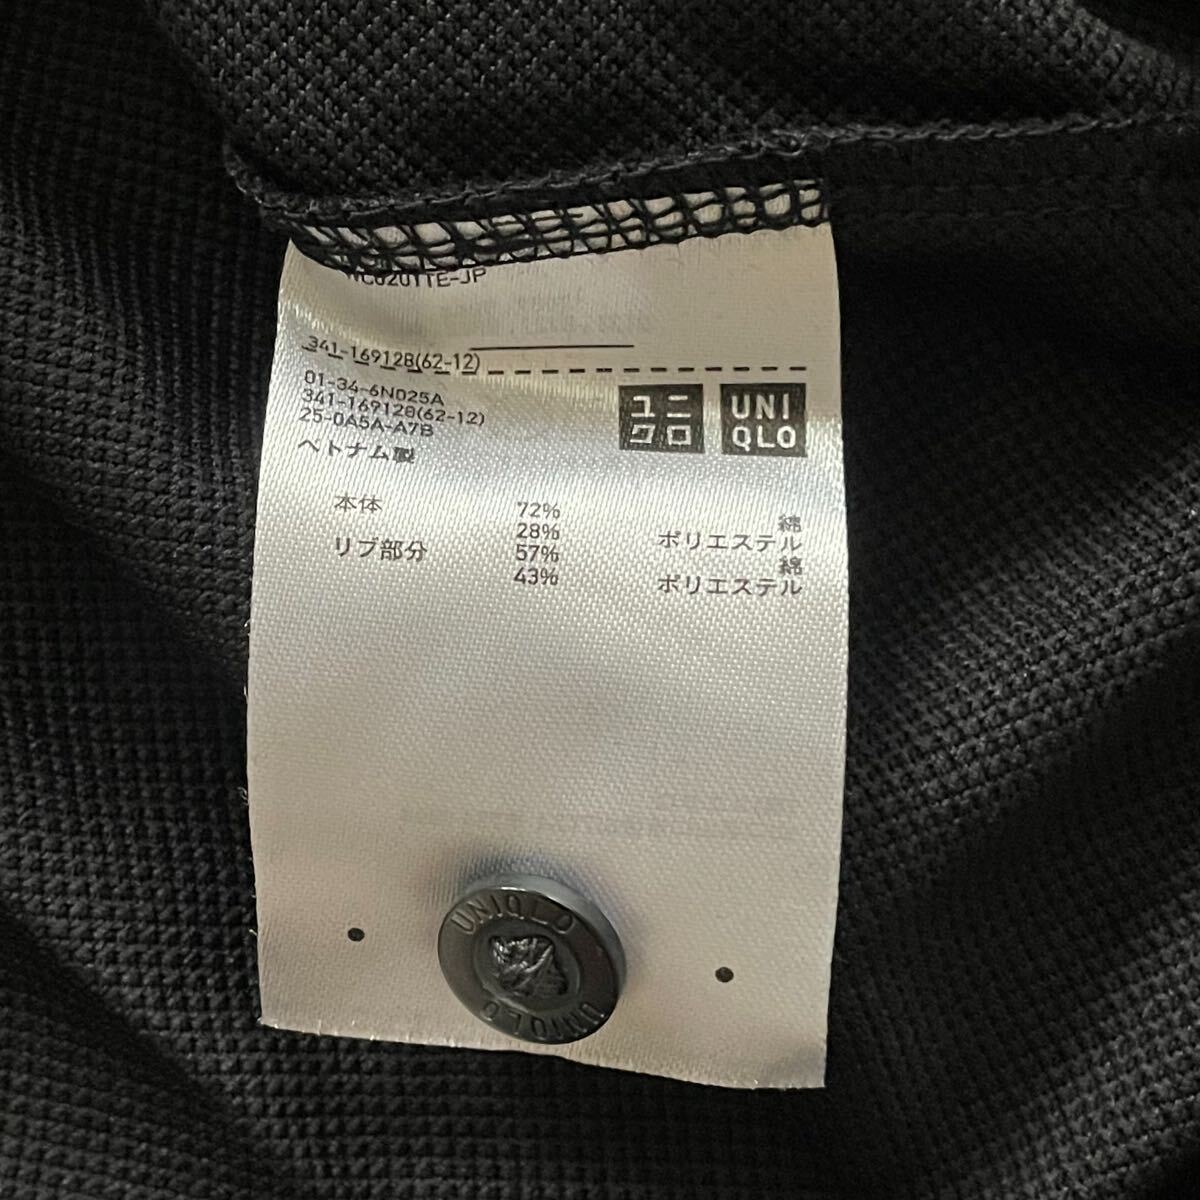 341-169128(62-12)
01-34-6N025A
341-169128(62-12)
25-0A5A-A7B
ベトナム製
ユニ
クロ
UNI
QLO
本体 72% 綿
28% ポリエステル
リブ部分 57% 綿
43% ポリエステル
UNIQLO
UNIQLO